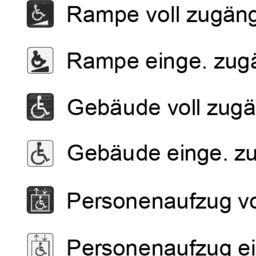 Rampe voll zugäng
Rampe einge. zugä
Gebäude voll zugä
Gebäude einge. zu
Personenaufzug vo
Personenaufzug ei